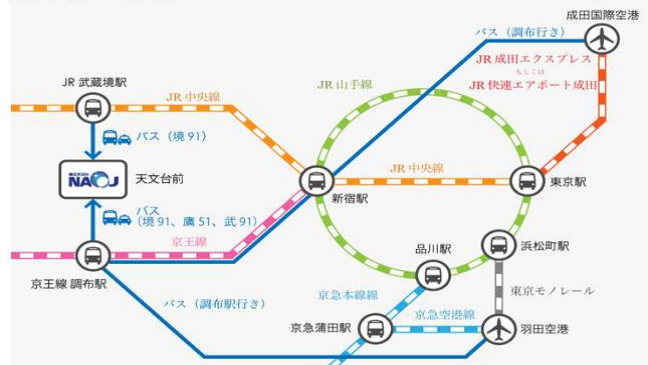 成田国際空港
バス（調布行き）
JR 成田エクスプレス
もしくは
JR 快速エアポート成田
JR 武蔵境駅
JR 中央線
JR 山手線
バス（境 91）
NAOJ
天文台前
JR 中央線
新宿駅
東京駅
バス
（境 91、鷹 51、武 91）
京王線
品川駅
浜松町駅
京王線 調布駅
バス（調布駅行き）
京急本線線
東京モノレール
京急空港線
京急蒲田駅
羽田空港